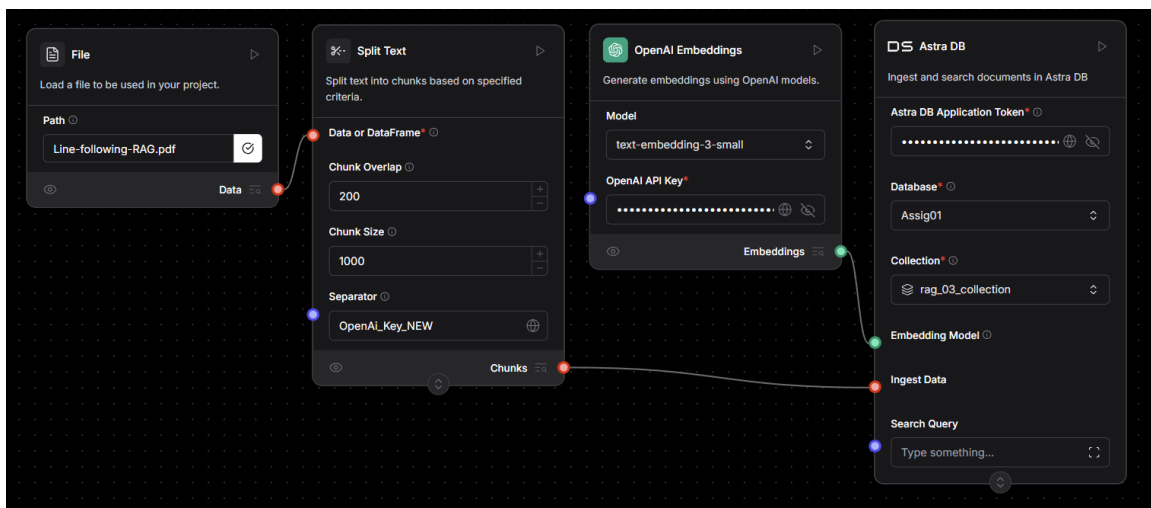 File
Load a file to be used in your project.
Path
Line-following-RAG.pdf
Data
Split Text
Split text into chunks based on specified
criteria.
Data or DataFrame*
Chunk Overlap
200
Chunk Size
1000
Separator
OpenAi_Key_NEW
Chunks
OpenAI Embeddings
Generate embeddings using OpenAI models.
Model
text-embedding-3-small
OpenAI API Key*
Embeddings
DS Astra DB
Ingest and search documents in Astra DB
Astra DB Application Token*
Database*
Assig01
Collection*
rag_03_collection
Embedding Model
Ingest Data
Search Query
Type something...